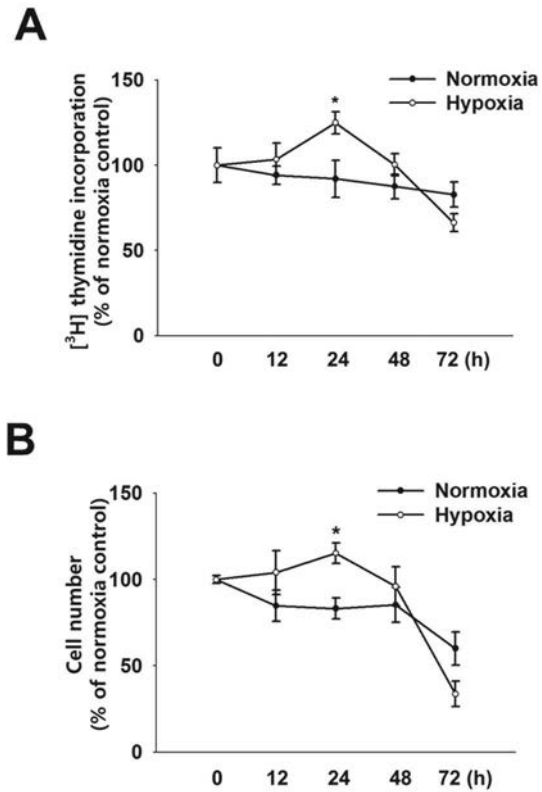 A
[³H] thymidine incorporation
(% of normoxia control)
150
100
50
0
*
Normoxia
Hypoxia
0 12 24 48 72 (h)
B
Cell number
(% of normoxia control)
150
100
50
0
*
Normoxia
Hypoxia
0 12 24 48 72 (h)